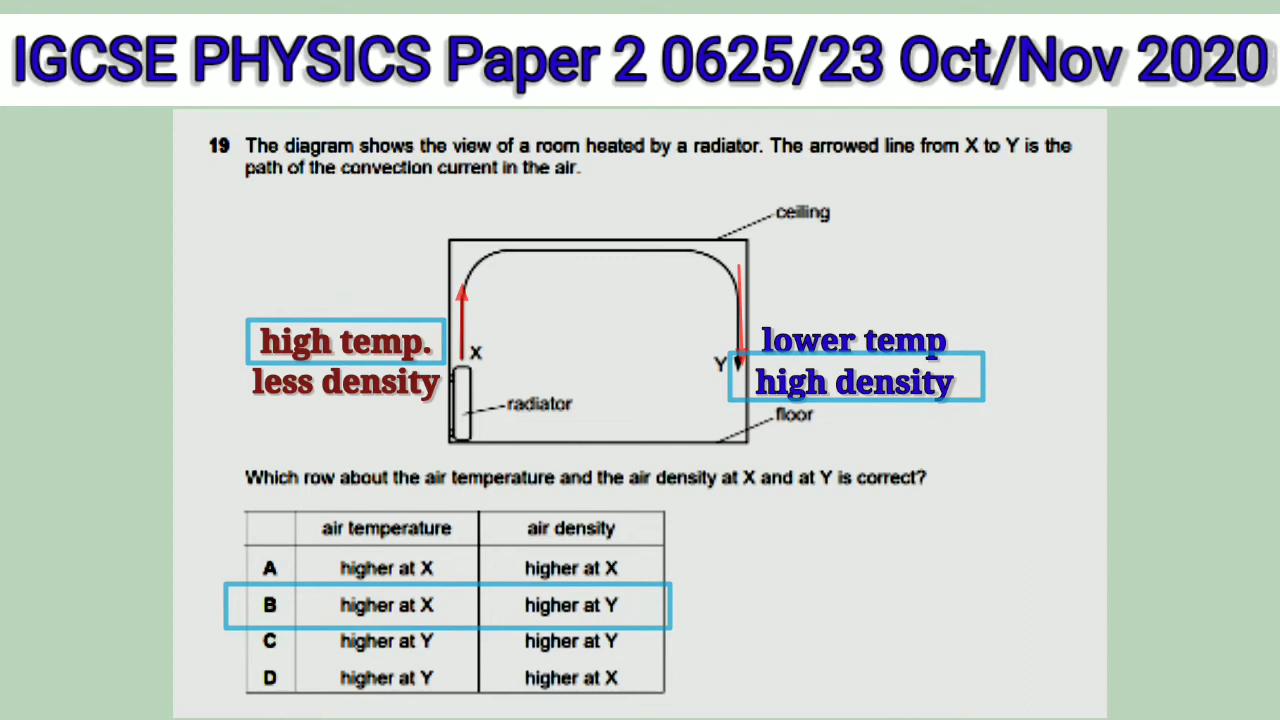 IGCSE PHYSICS Paper 2 0625/23 Oct/Nov 2020
19 The diagram shows the view of a room heated by a radiator. The arrowed line from X to Y is the
path of the convection current in the air.
ceiling
high temp.
less density
X
Y
lower temp
high density
radiator
floor
Which row about the air temperature and the air density at X and at Y is correct?
air temperature air density
A higher at X higher at X
B higher at X higher at Y
C higher at Y higher at Y
D higher at Y higher at X